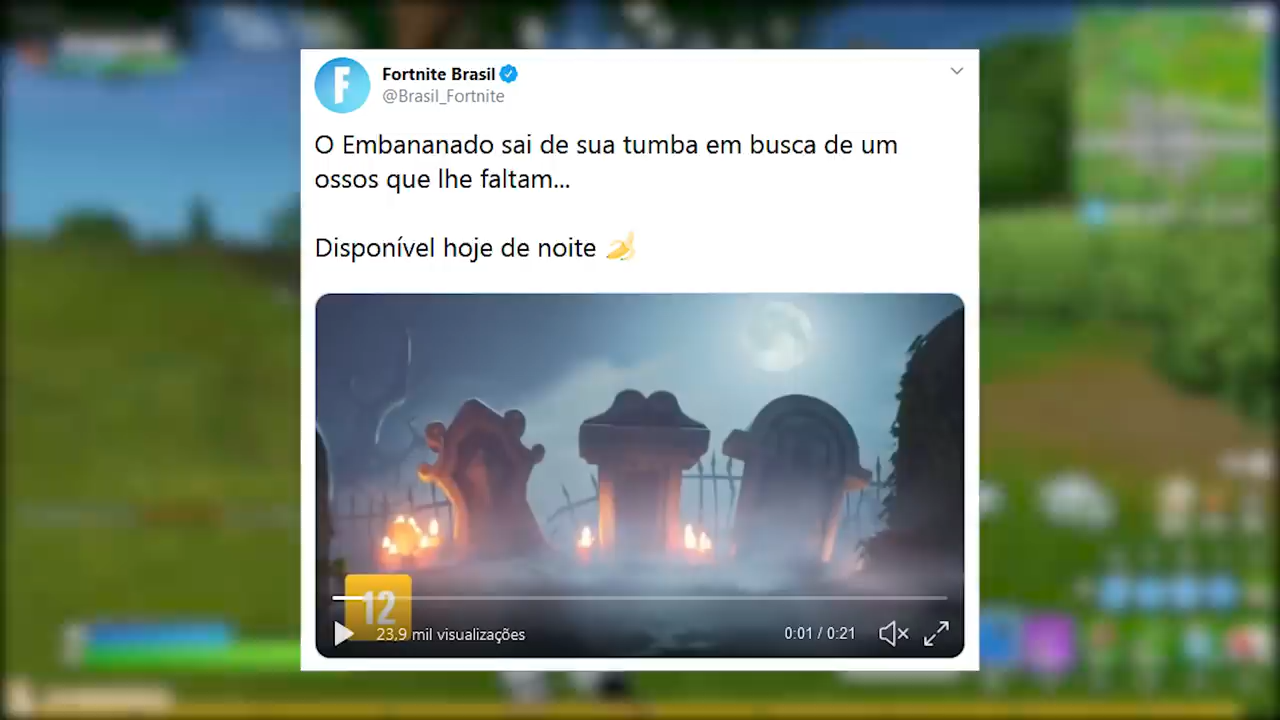 Fortnite Brasil
@Brasil_Fortnite
O Embananado sai de sua tumba em busca de um
ossos que lhe faltam...
Disponível hoje de noite 🍌
12
23,9 mil visualizações
0:01 / 0:21